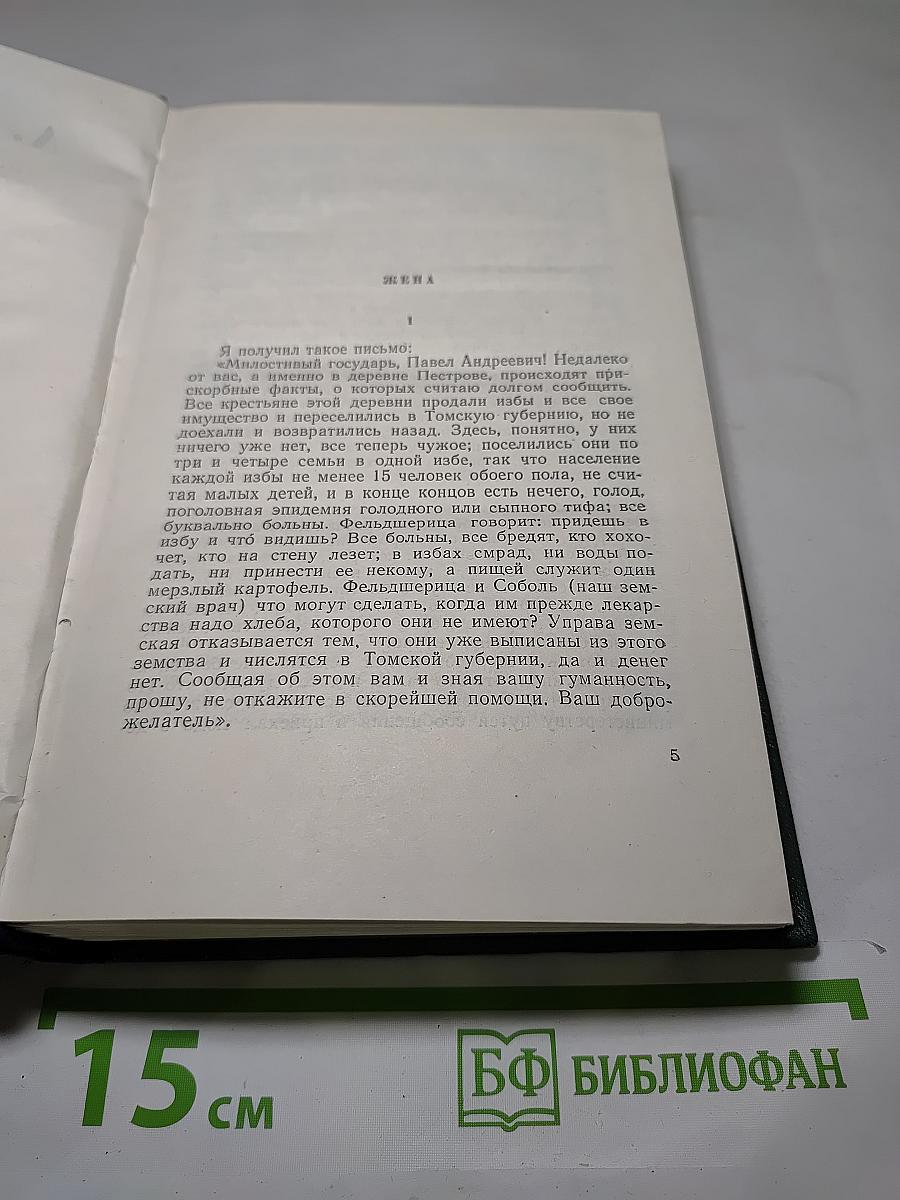 ЖЕНА
I
Я получил такое письмо:
«Милостивый государь, Павел Андреевич! Недалеко
от вас, а именно в деревне Пестрове, происходят при-
скорбные факты, о которых считаю долгом сообщить.
Все крестьяне этой деревни продали избы и все свое
имущество и переселились в Томскую губернию, но не
доехали и возвратились назад. Здесь, понятно, у них
ничего уже нет, все теперь чужое; поселились они по
три и четыре семьи в одной избе, так что население
каждой избы не менее 15 человек обоего пола, не счи-
тая малых детей, и в конце концов есть нечего, голод,
поголовная эпидемия голодного или сыпного тифа; все
буквально больны. Фельдшерица говорит: придешь в
избу и что́ видишь? Все больны, все бредят, кто хохо-
чет, кто на стену лезет; в избах смрад, ни воды по-
дать, ни принести ее некому, а пищей служит один
мерзлый картофель. Фельдшерица и Соболь (наш зем-
ский врач) что могут сделать, когда им прежде лекар-
ства надо хлеба, которого они не имеют? Управа зем-
ская отказывается тем, что они уже выписаны из этого
земства и числятся в Томской губернии, да и денег
нет. Сообщая об этом вам и зная вашу гуманность,
прошу, не откажите в скорейшей помощи. Ваш добро-
желатель».
5
15 см
БФ БИБЛИОФАН